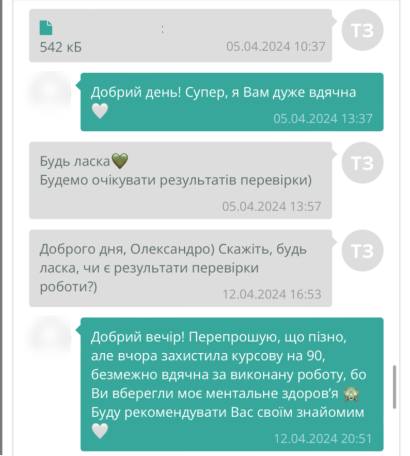 ТЗ
542 кБ
05.04.2024 10:37
Добрий день! Супер, я Вам дуже вдячна
🤍
05.04.2024 13:37
ТЗ
Будь ласка💚
Будемо очікувати результатів перевірки)
05.04.2024 13:57
ТЗ
Доброго дня, Олександро) Скажіть, будь
ласка, чи є результати перевірки
роботи?)
12.04.2024 16:53
Добрий вечір! Перепрошую, що пізно,
але вчора захистила курсову на 90,
безмежно вдячна за виконану роботу, бо
Ви вберегли моє ментальне здоров’я 🙈
Буду рекомендувати Вас своїм знайомим
🤍
12.04.2024 20:51